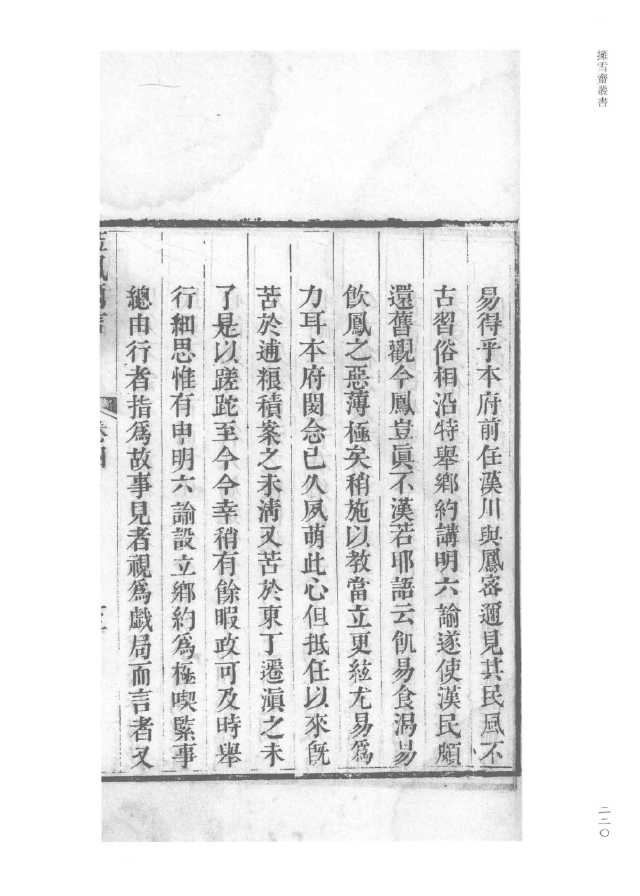 擁雪齋叢書
易得乎本府前任漢川與鳳密邇見其民風不
古習俗相沿特舉鄉約講明六諭遂使漢民頗
還舊觀今鳳豈眞不漢若耶語云飢易食渴易
飲鳳之惡薄極矣稍施以教當立更絃尤易爲
力耳本府閔念已久夙萌此心但抵任以來旣
苦於逋粮積案之未淸又苦於東丁遷滇之未
了是以蹉跎至今今幸稍有餘暇政可及時舉
行細思惟有申明六諭設立鄉約爲極喫緊事
總由行者指爲故事見者視爲戲局而言者又
卷四
二二〇